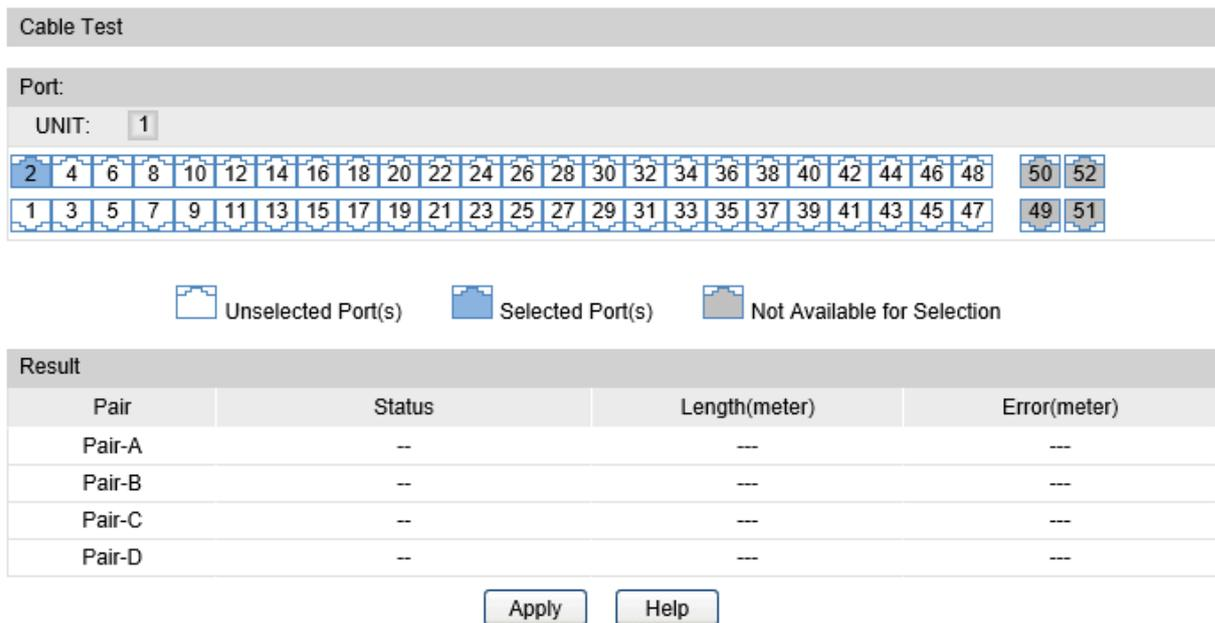 Cable Test
Port:
UNIT: 1
2 4 6 8 10 12 14 16 18 20 22 24 26 28 30 32 34 36 38 40 42 44 46 48 50 52
1 3 5 7 9 11 13 15 17 19 21 23 25 27 29 31 33 35 37 39 41 43 45 47 49 51
Unselected Port(s) Selected Port(s) Not Available for Selection
Result
Pair Status Length(meter) Error(meter)
Pair-A -- --- ---
Pair-B -- --- ---
Pair-C -- --- ---
Pair-D -- --- ---
Apply Help